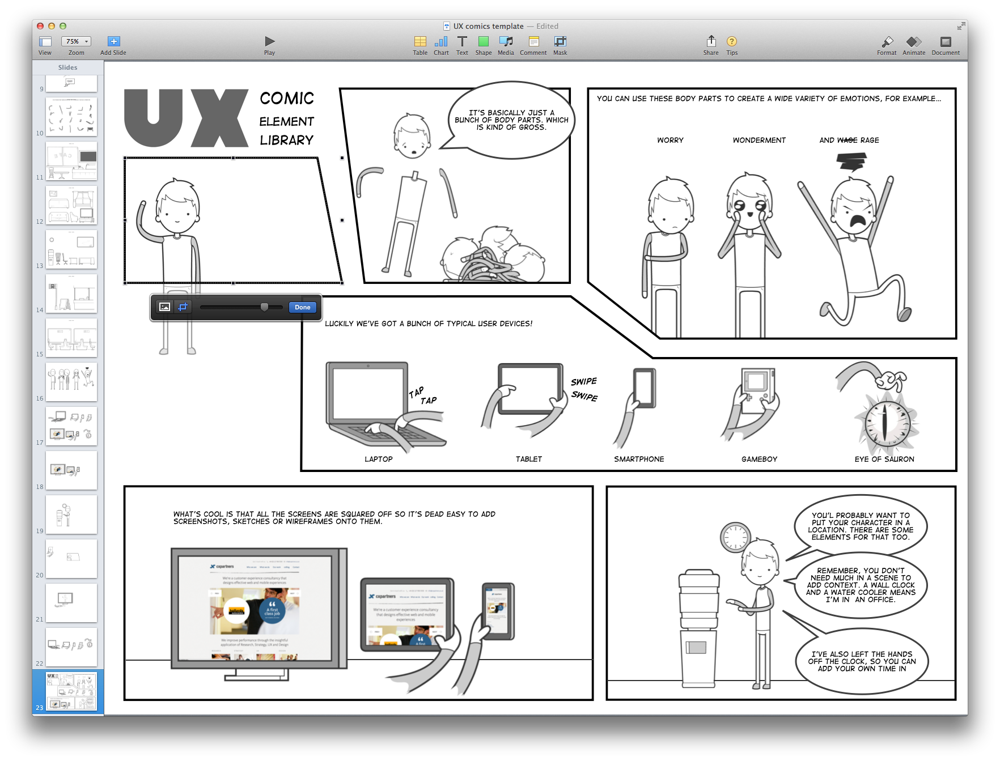 UX comics template — Edited
75%
View
Zoom
Add Slide
Play
Table
Chart
Text
Shape
Media
Comment
Mask
Share
Tips
Format
Animate
Document
Slides
9
10
11
12
13
14
15
16
17
18
19
20
21
22
23
UX
COMIC
ELEMENT
LIBRARY
IT'S BASICALLY JUST A
BUNCH OF BODY PARTS. WHICH
IS KIND OF GROSS.
YOU CAN USE THESE BODY PARTS TO CREATE A WIDE VARIETY OF EMOTIONS, FOR EXAMPLE...
WORRY
WONDERMENT
AND WAGE RAGE
Done
LUCKILY WE'VE GOT A BUNCH OF TYPICAL USER DEVICES!
TAP
TAP
SWIPE
SWIPE
LAPTOP
TABLET
SMARTPHONE
GAMEBOY
EYE OF SAURON
WHAT'S COOL IS THAT ALL THE SCREENS ARE SQUARED OFF SO IT'S DEAD EASY TO ADD
SCREENSHOTS, SKETCHES OR WIREFRAMES ONTO THEM.
cxpartners
We're a customer experience consultancy that
designs effective web and mobile experiences
A first
class job
We improve performance through the insightful
application of Research, Strategy, UX and Design
cxpartners
We're a customer experience consultancy
that designs effective web and mobile
experiences
A first
YOU'L PROBABLY WANT TO
PUT YOUR CHARACTER IN A
LOCATION. THERE ARE SOME
ELEMENTS FOR THAT TOO.
REMEMBER, YOU DON'T
NEED MUCH IN A SCENE TO
ADD CONTEXT. A WALL CLOCK
AND A WATER COOLER MEANS
I'M IN AN OFFICE.
I'VE ALSO LEFT THE HANDS
OFF THE CLOCK, SO YOU CAN
ADD YOUR OWN TIME IN